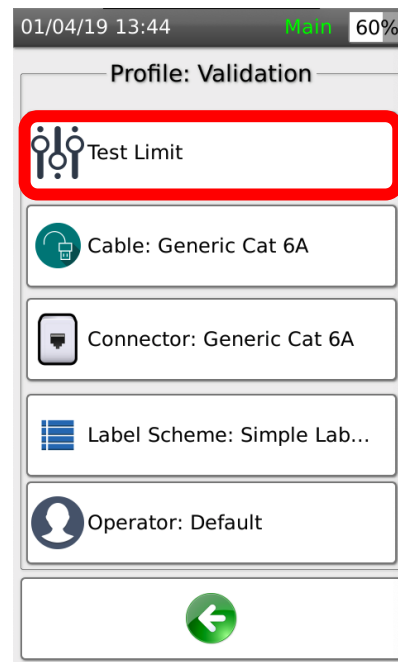 01/04/19 13:44 Main 60%
Profile: Validation
Test Limit
Cable: Generic Cat 6A
Connector: Generic Cat 6A
Label Scheme: Simple Lab...
Operator: Default